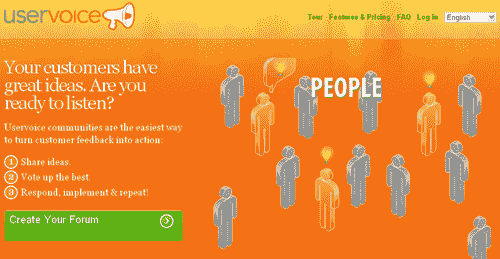 uservoice
Tour Features & Pricing FAQ Log In English
Your customers have
great ideas. Are you
ready to listen?
PEOPLE
Uservoice communities are the easiest way
to turn customer feedback into action:
1 Share ideas.
2 Vote up the best.
3 Respond, implement & repeat!
Create Your Forum